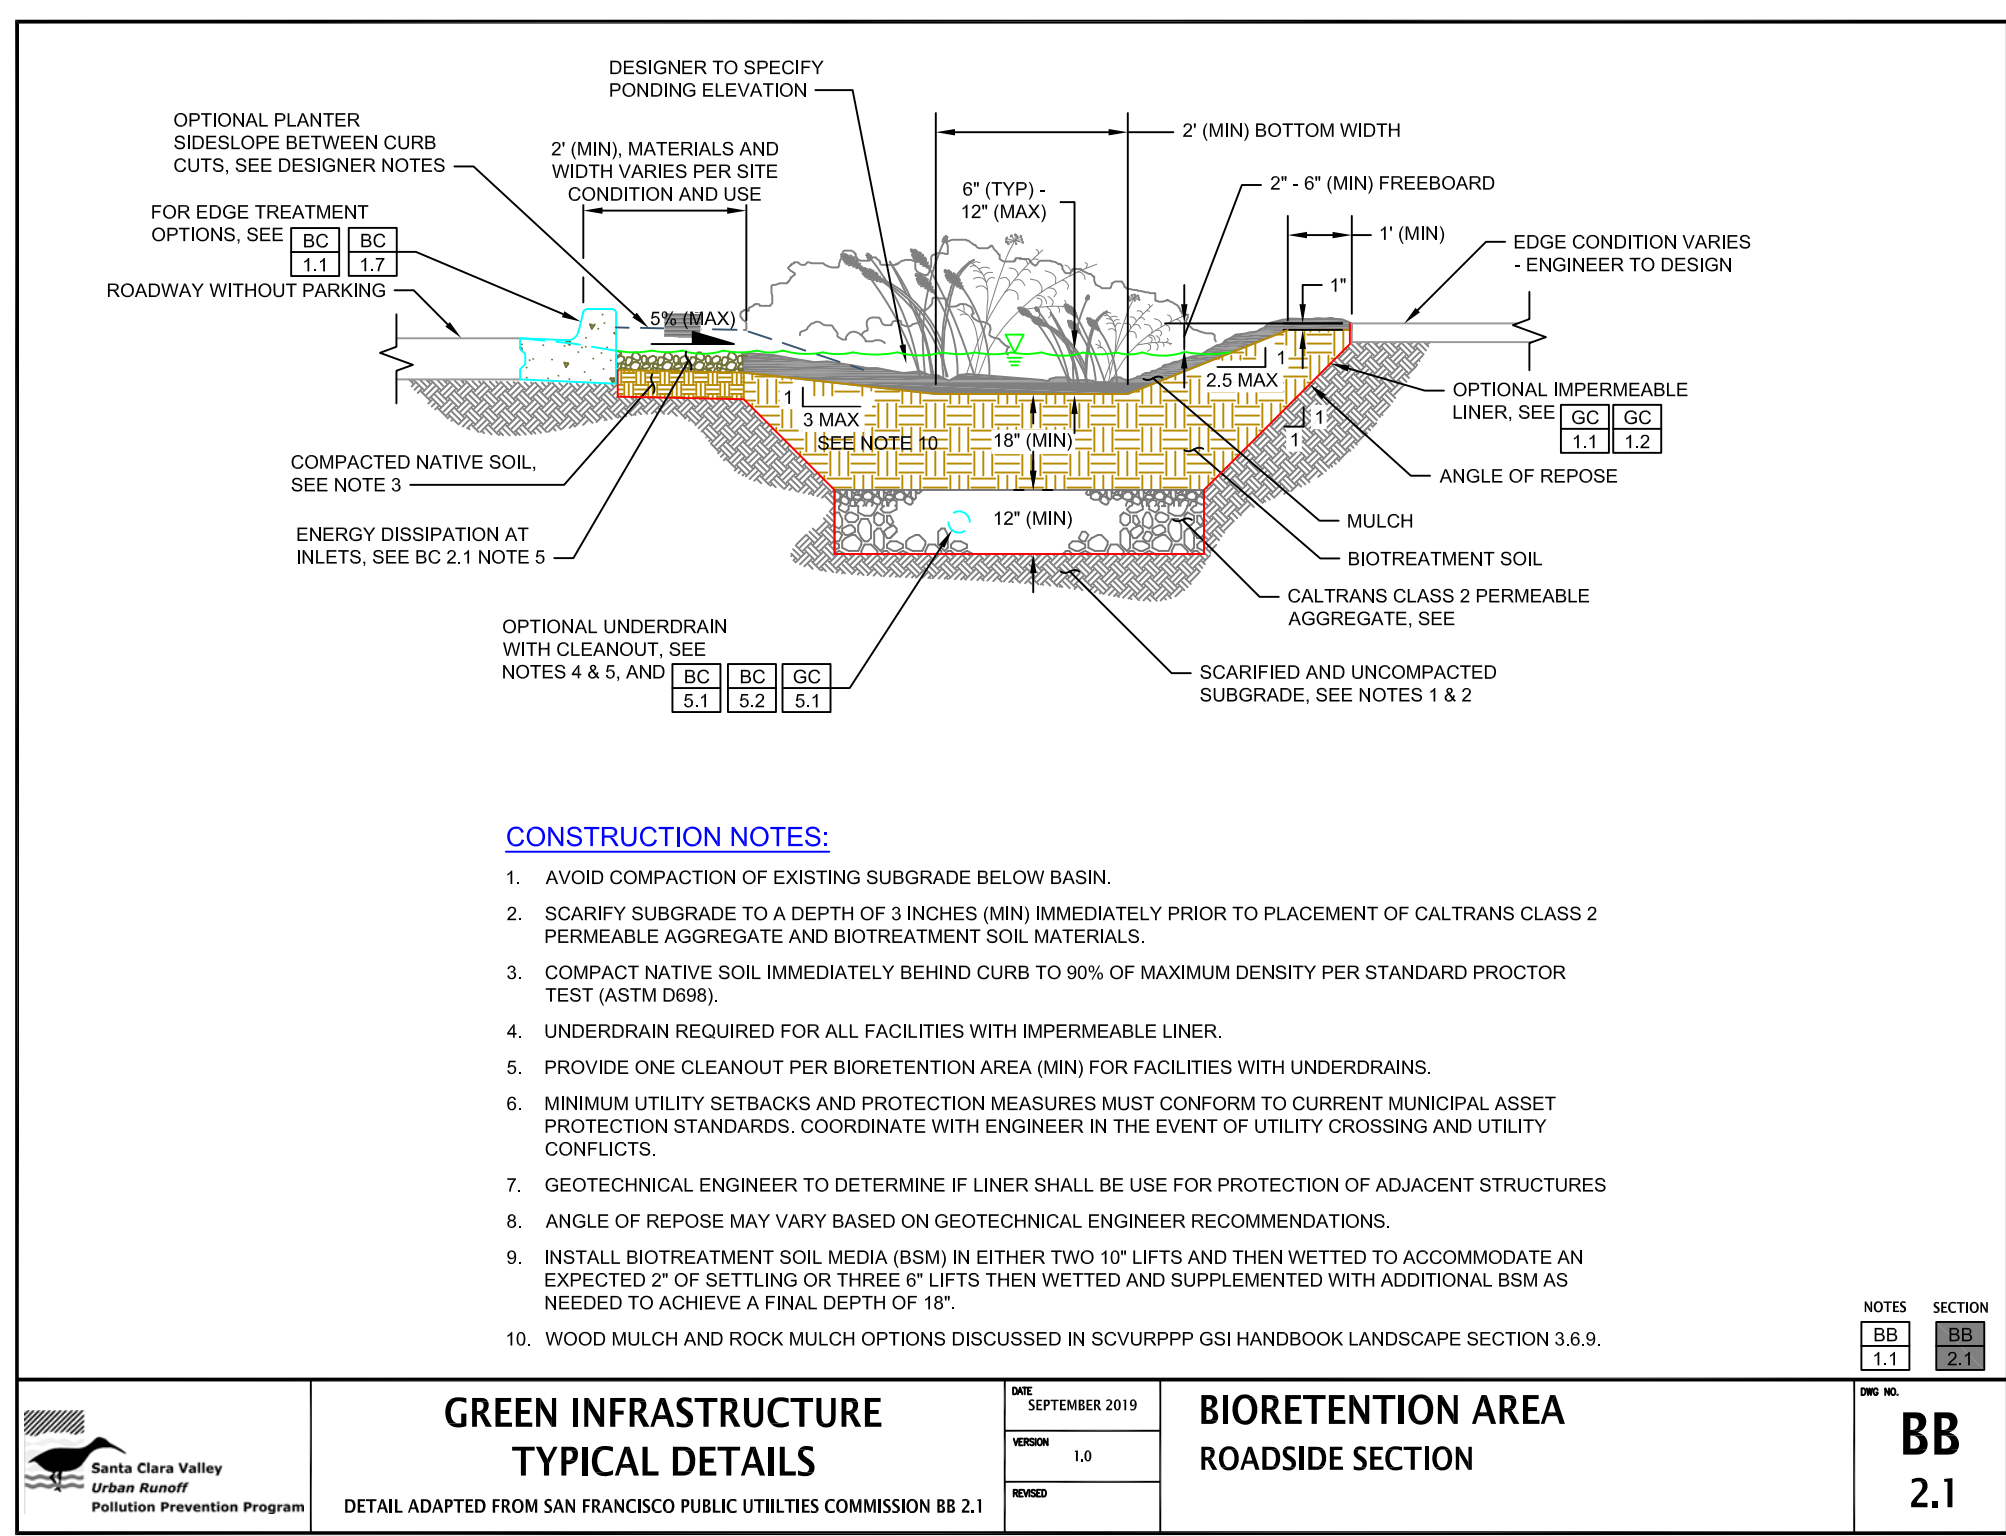 DESIGNER TO SPECIFY
PONDING ELEVATION
OPTIONAL PLANTER
SIDESLOPE BETWEEN CURB
CUTS, SEE DESIGNER NOTES
2' (MIN), MATERIALS AND
WIDTH VARIES PER SITE
CONDITION AND USE
2' (MIN) BOTTOM WIDTH
6" (TYP) -
12" (MAX)
2" - 6" (MIN) FREEBOARD
FOR EDGE TREATMENT
OPTIONS, SEE
BC
1.1
BC
1.7
1' (MIN)
EDGE CONDITION VARIES
- ENGINEER TO DESIGN
ROADWAY WITHOUT PARKING
1"
5% (MAX)
1
2.5 MAX
1
3 MAX
SEE NOTE 10
18" (MIN)
1
1
OPTIONAL IMPERMEABLE
LINER, SEE
GC
1.1
GC
1.2
COMPACTED NATIVE SOIL,
SEE NOTE 3
ANGLE OF REPOSE
12" (MIN)
MULCH
ENERGY DISSIPATION AT
INLETS, SEE BC 2.1 NOTE 5
BIOTREATMENT SOIL
CALTRANS CLASS 2 PERMEABLE
AGGREGATE, SEE
OPTIONAL UNDERDRAIN
WITH CLEANOUT, SEE
NOTES 4 & 5, AND
BC
5.1
BC
5.2
GC
5.1
SCARIFIED AND UNCOMPACTED
SUBGRADE, SEE NOTES 1 & 2
CONSTRUCTION NOTES:
1. AVOID COMPACTION OF EXISTING SUBGRADE BELOW BASIN.
2. SCARIFY SUBGRADE TO A DEPTH OF 3 INCHES (MIN) IMMEDIATELY PRIOR TO PLACEMENT OF CALTRANS CLASS 2
PERMEABLE AGGREGATE AND BIOTREATMENT SOIL MATERIALS.
3. COMPACT NATIVE SOIL IMMEDIATELY BEHIND CURB TO 90% OF MAXIMUM DENSITY PER STANDARD PROCTOR
TEST (ASTM D698).
4. UNDERDRAIN REQUIRED FOR ALL FACILITIES WITH IMPERMEABLE LINER.
5. PROVIDE ONE CLEANOUT PER BIORETENTION AREA (MIN) FOR FACILITIES WITH UNDERDRAINS.
6. MINIMUM UTILITY SETBACKS AND PROTECTION MEASURES MUST CONFORM TO CURRENT MUNICIPAL ASSET
PROTECTION STANDARDS. COORDINATE WITH ENGINEER IN THE EVENT OF UTILITY CROSSING AND UTILITY
CONFLICTS.
7. GEOTECHNICAL ENGINEER TO DETERMINE IF LINER SHALL BE USE FOR PROTECTION OF ADJACENT STRUCTURES
8. ANGLE OF REPOSE MAY VARY BASED ON GEOTECHNICAL ENGINEER RECOMMENDATIONS.
9. INSTALL BIOTREATMENT SOIL MEDIA (BSM) IN EITHER TWO 10" LIFTS AND THEN WETTED TO ACCOMMODATE AN
EXPECTED 2" OF SETTLING OR THREE 6" LIFTS THEN WETTED AND SUPPLEMENTED WITH ADDITIONAL BSM AS
NEEDED TO ACHIEVE A FINAL DEPTH OF 18".
10. WOOD MULCH AND ROCK MULCH OPTIONS DISCUSSED IN SCVURPPP GSI HANDBOOK LANDSCAPE SECTION 3.6.9.
NOTES
BB
1.1
SECTION
BB
2.1
Santa Clara Valley
Urban Runoff
Pollution Prevention Program
GREEN INFRASTRUCTURE
TYPICAL DETAILS
DETAIL ADAPTED FROM SAN FRANCISCO PUBLIC UTIILTIES COMMISSION BB 2.1
DATE
SEPTEMBER 2019
VERSION
1.0
REVISED
BIORETENTION AREA
ROADSIDE SECTION
DWG NO.
BB
2.1